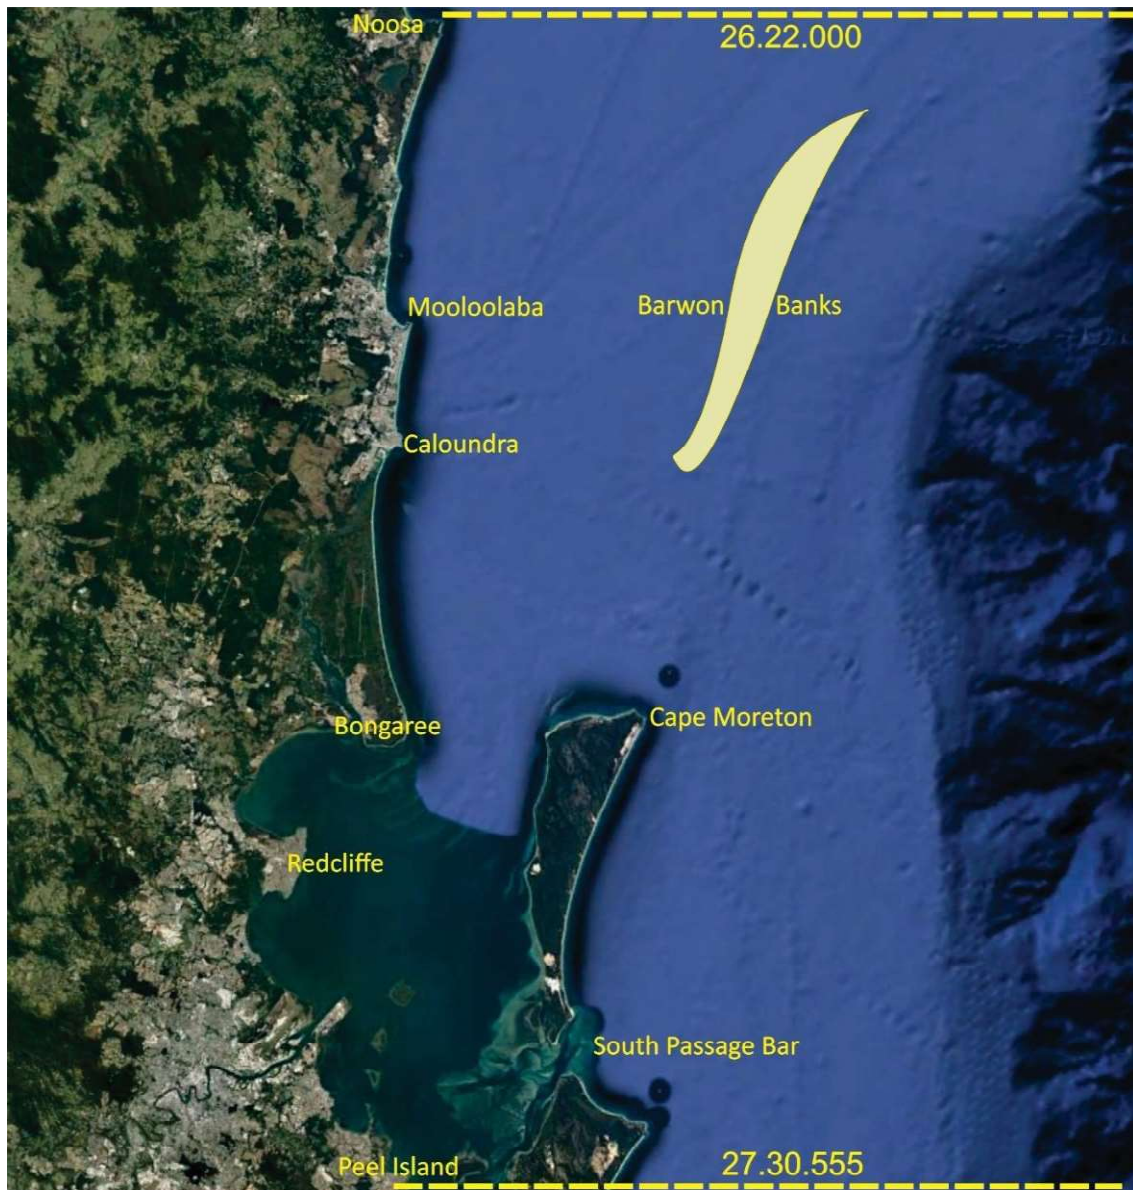 Noosa
26.22.000
Mooloolaba
Barwon
Banks
Caloundra
Cape Moreton
Bongaree
Redcliffe
South Passage Bar
Peel Island
27.30.555